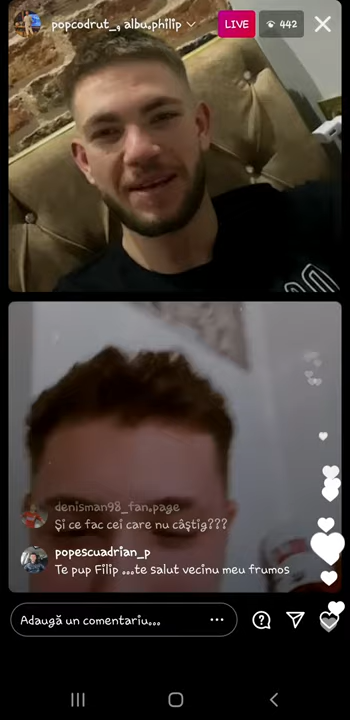 popcodrut_, albu.philip
LIVE
442
denisman98_fan.page
Și ce fac cei care nu câștig???
popescuadrian_p
Te pup Filip ...te salut vecinu meu frumos
Adaugă un comentariu...